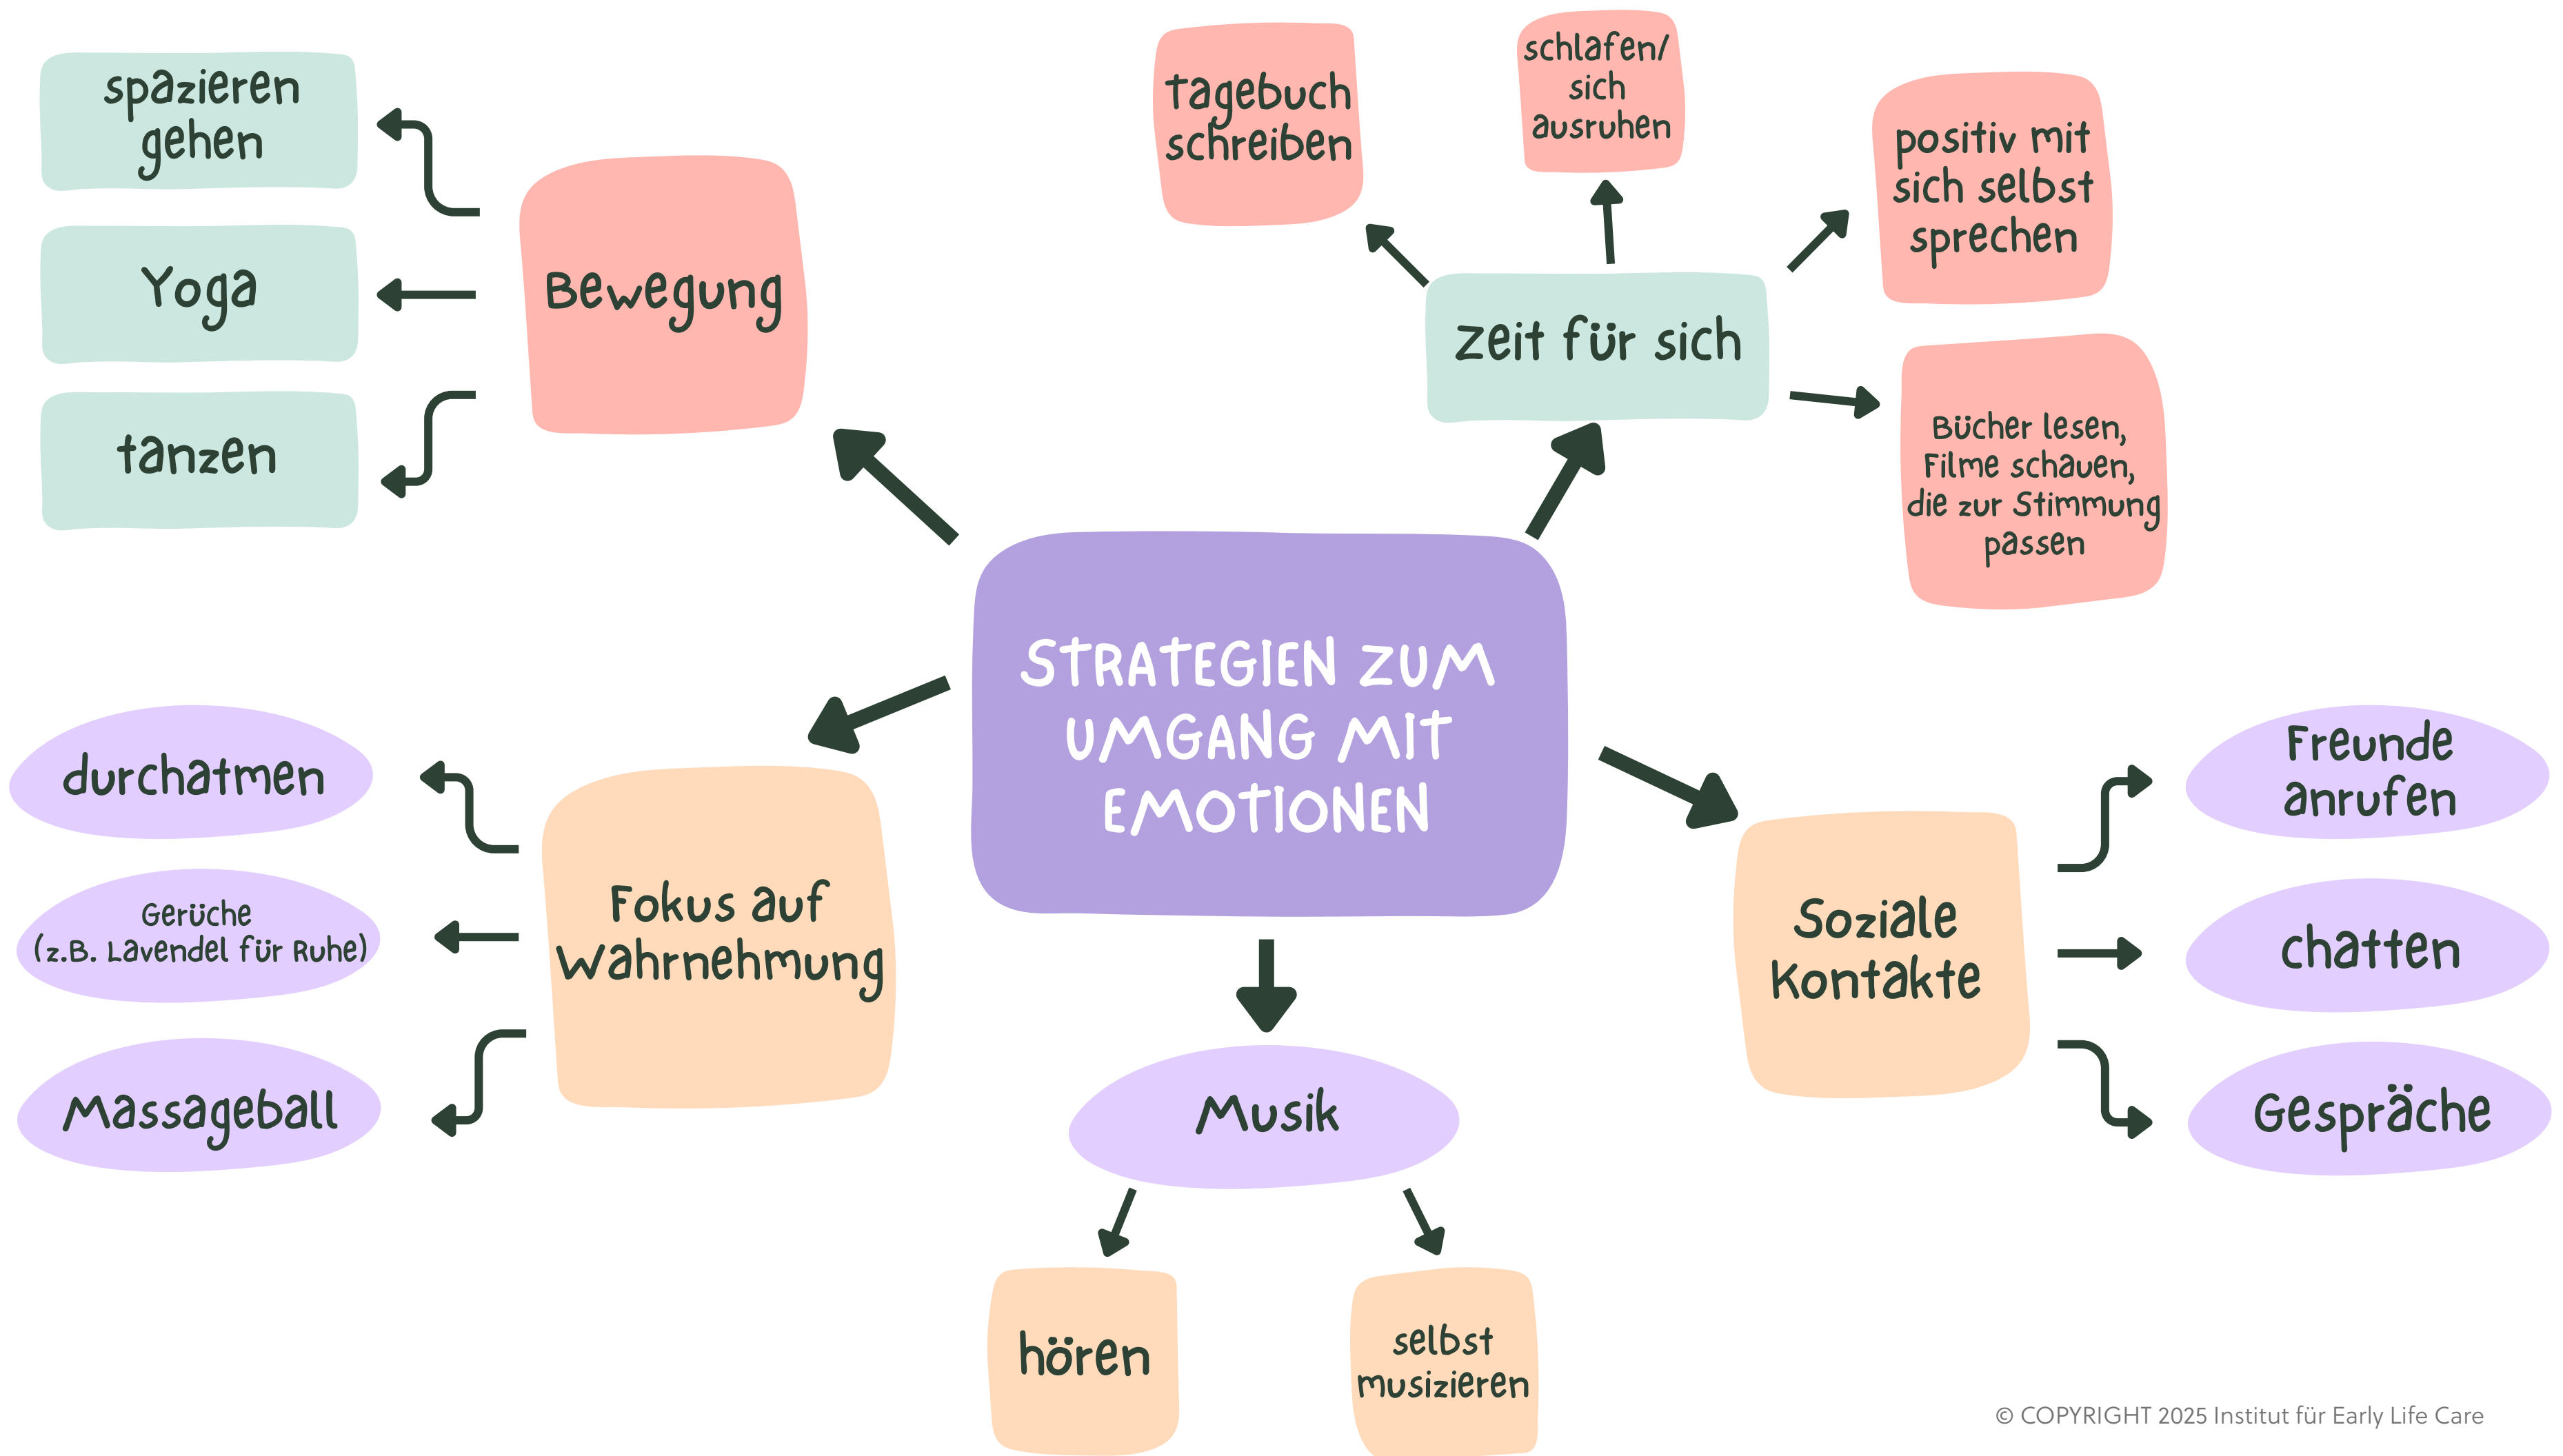 spazieren
gehen
Yoga
tanzen
Bewegung
tagebuch
schreiben
schlafen/
sich
ausruhen
positiv mit
sich selbst
sprechen
zeit für sich
Bücher lesen,
Filme schauen,
die zur Stimmung
passen
STRATEGIEN ZUM
UMGANG MIT
EMOTIONEN
durchatmen
Gerüche
(z.B. Lavendel für Ruhe)
Massageball
Fokus auf
Wahrnehmung
Soziale
Kontakte
Freunde
anrufen
chatten
Gespräche
Musik
hören
selbst
musizieren
© COPYRIGHT 2025 Institut für Early Life Care